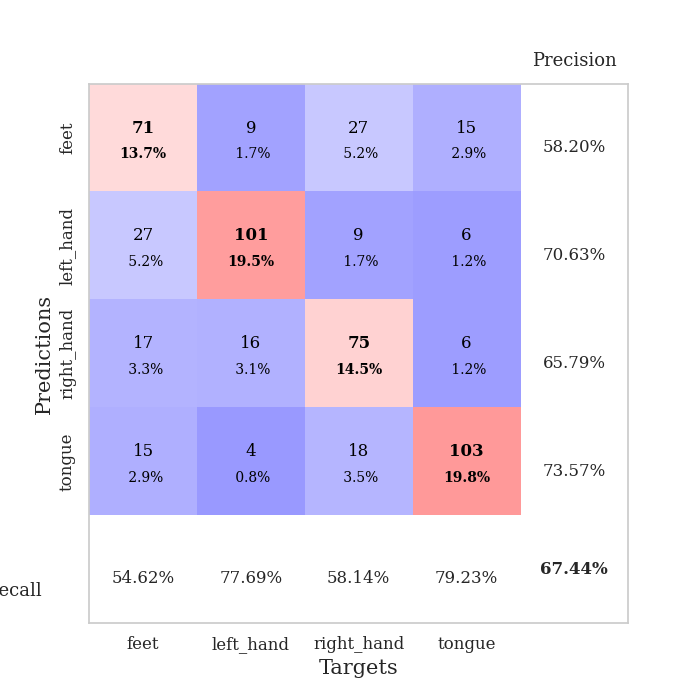 Precision
feet 71 9 27 15 58.20%
13.7% 1.7% 5.2% 2.9%
left_hand 27 101 9 6 70.63%
5.2% 19.5% 1.7% 1.2%
Predictions
right_hand 17 16 75 6 65.79%
3.3% 3.1% 14.5% 1.2%
tongue 15 4 18 103 73.57%
2.9% 0.8% 3.5% 19.8%
ecall 54.62% 77.69% 58.14% 79.23% 67.44%
feet left_hand right_hand tongue
Targets